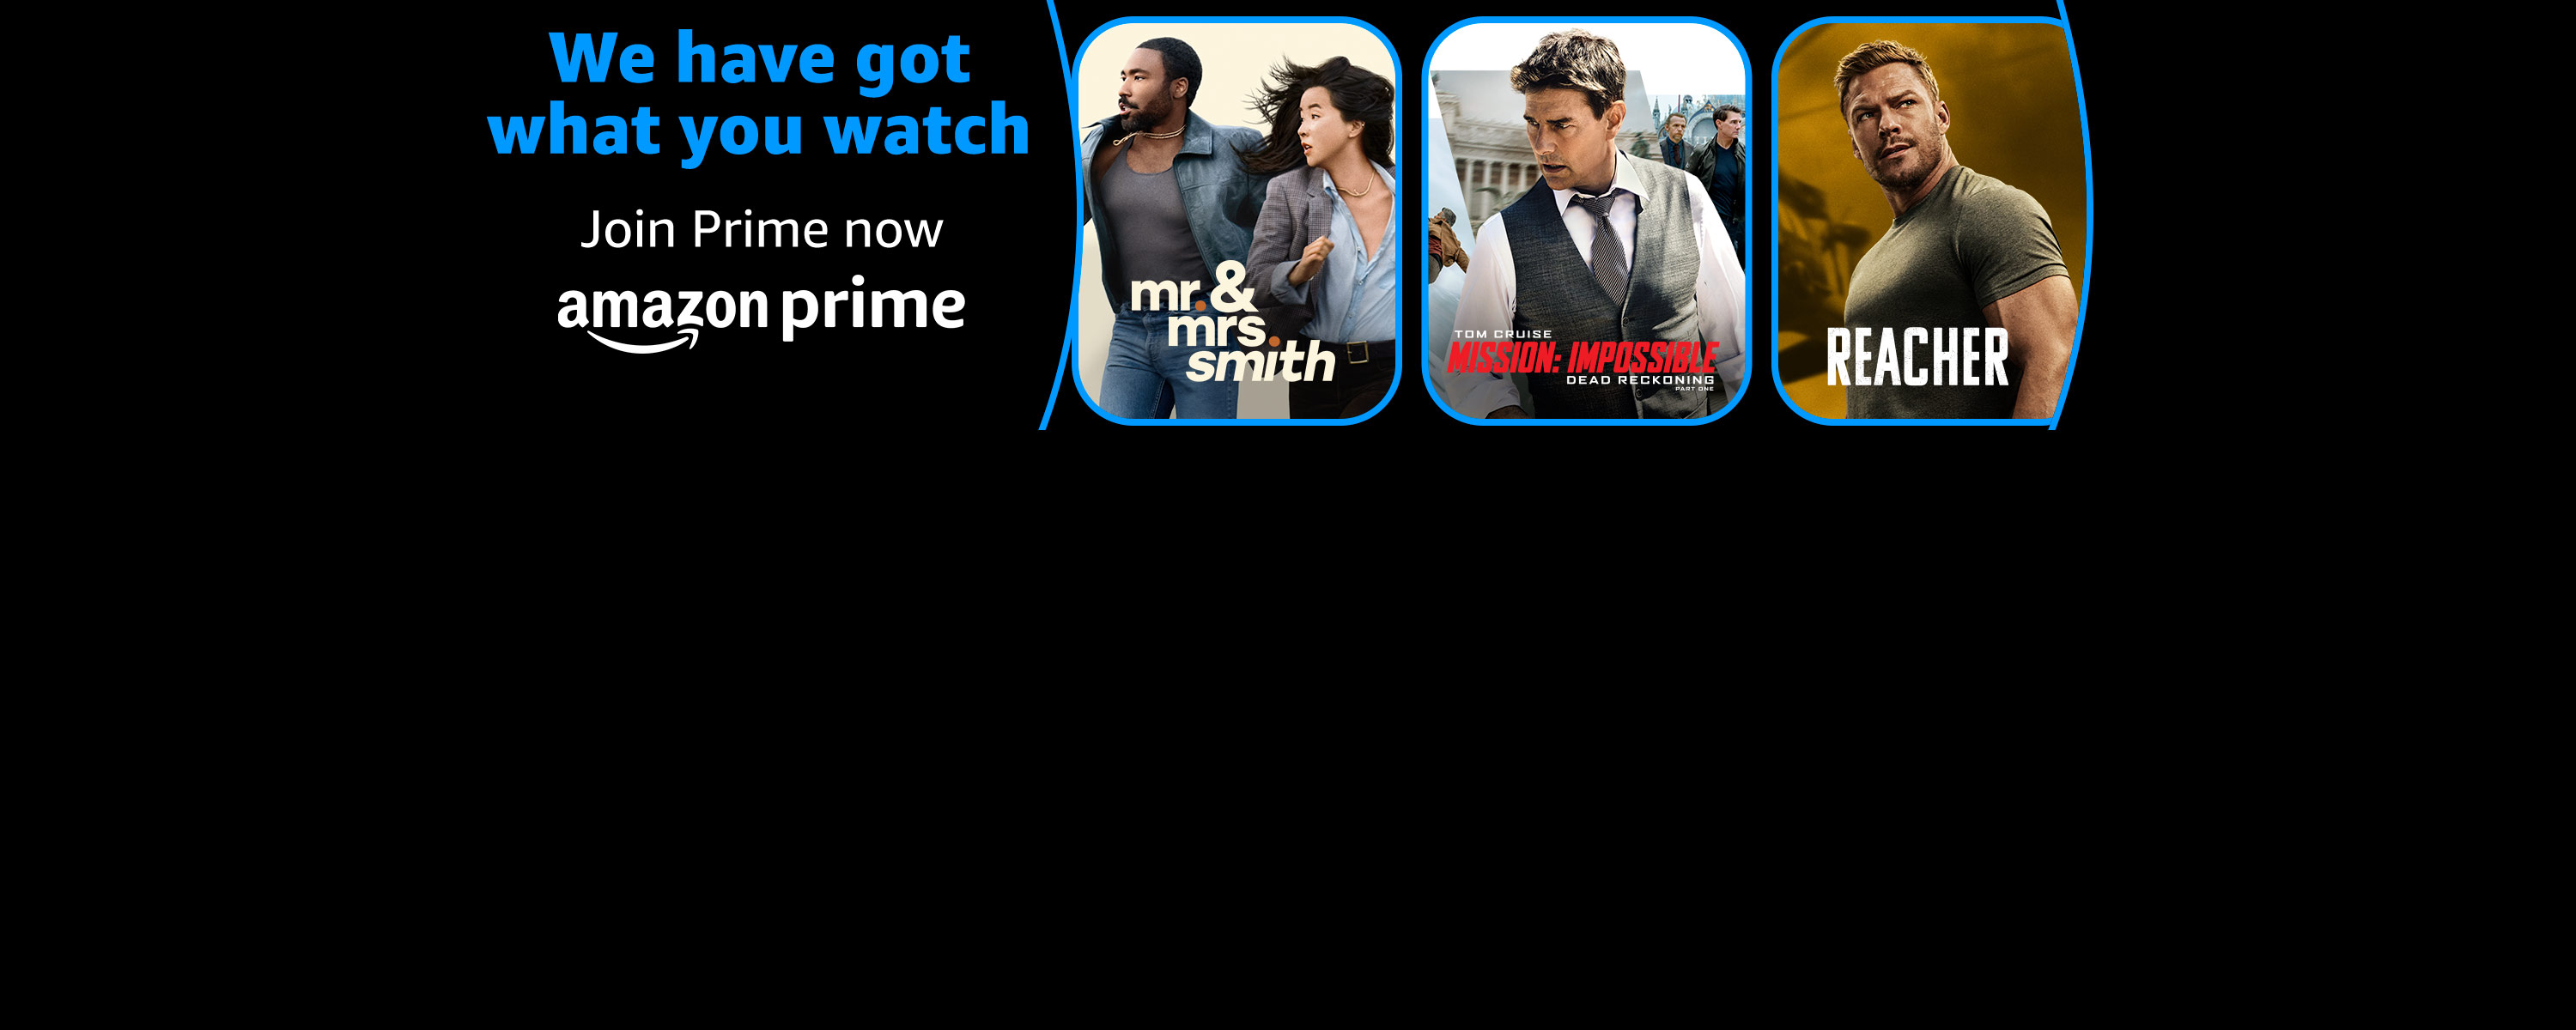 We have got
what you watch
Join Prime now
amazon prime
mr. &
mrs.
smith
TOM CRUISE
MISSION: IMPOSSIBLE
DEAD RECKONING
PART ONE
REACHER